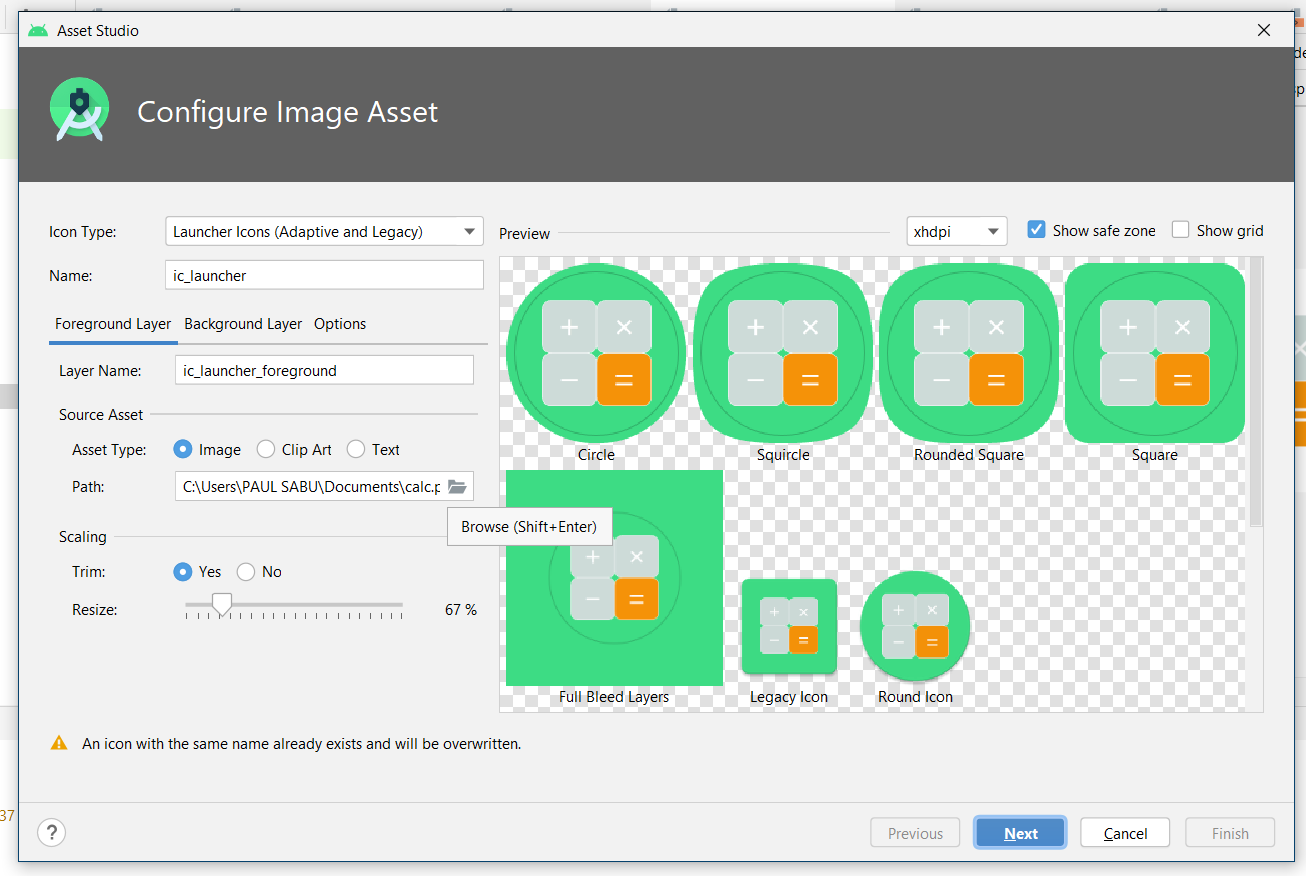 Asset Studio
Configure Image Asset
Icon Type: Launcher Icons (Adaptive and Legacy)
Name: ic_launcher
Foreground Layer Background Layer Options
Layer Name: ic_launcher_foreground
Source Asset
Asset Type: Image Clip Art Text
Path: C:\Users\PAUL SABU\Documents\calc.p
Browse (Shift+Enter)
Scaling
Trim: Yes No
Resize: 67 %
Preview xhdpi Show safe zone Show grid
Circle Squircle Rounded Square Square
Full Bleed Layers Legacy Icon Round Icon
An icon with the same name already exists and will be overwritten.
37
? Previous Next Cancel Finish